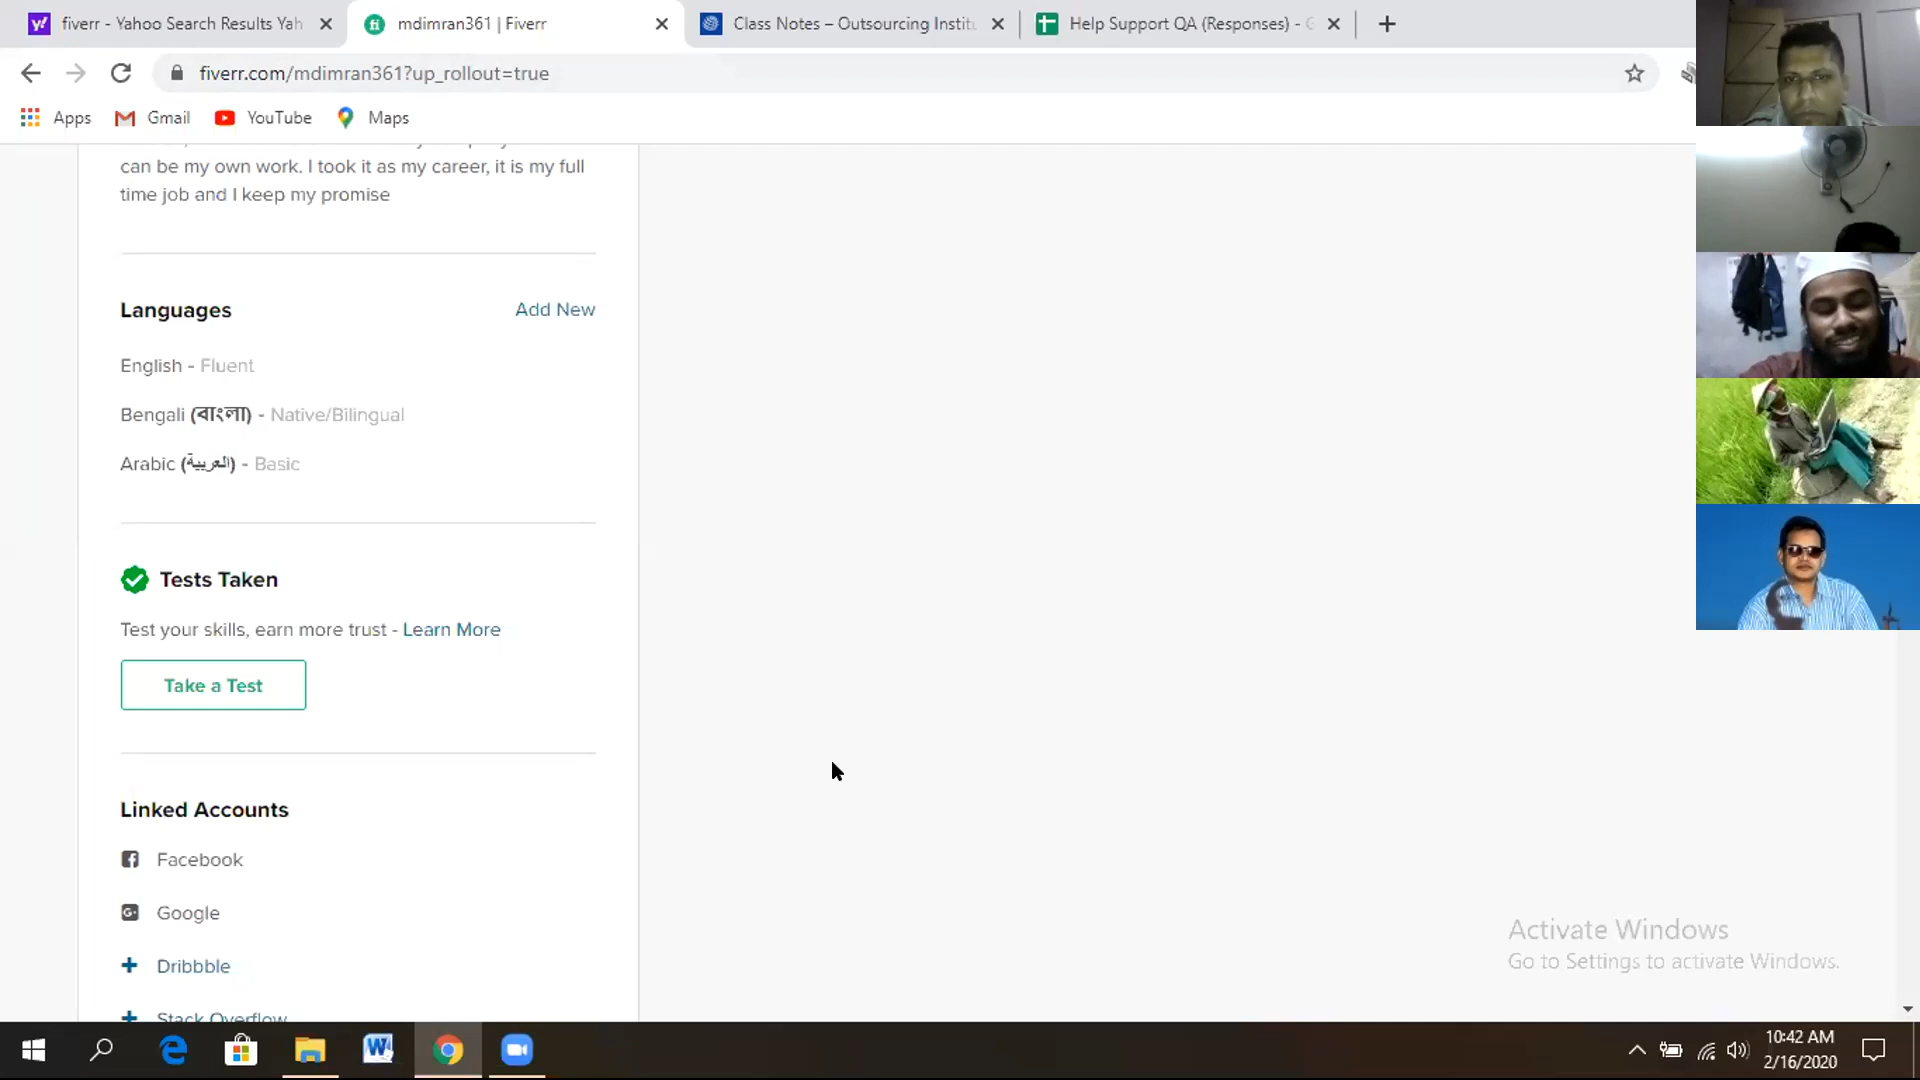 fiverr - Yahoo Search Results Yah
mdimran361 | Fiverr
Class Notes – Outsourcing Institu
Help Support QA (Responses) - G
fiverr.com/mdimran361?up_rollout=true
Apps
Gmail
YouTube
Maps
can be my own work. I took it as my career, it is my full
time job and I keep my promise
Languages
Add New
English - Fluent
Bengali (বাংলা) - Native/Bilingual
Arabic (العربية) - Basic
Tests Taken
Test your skills, earn more trust - Learn More
Take a Test
Linked Accounts
Facebook
Google
Dribbble
Stack Overflow
Activate Windows
Go to Settings to activate Windows.
10:42 AM
2/16/2020